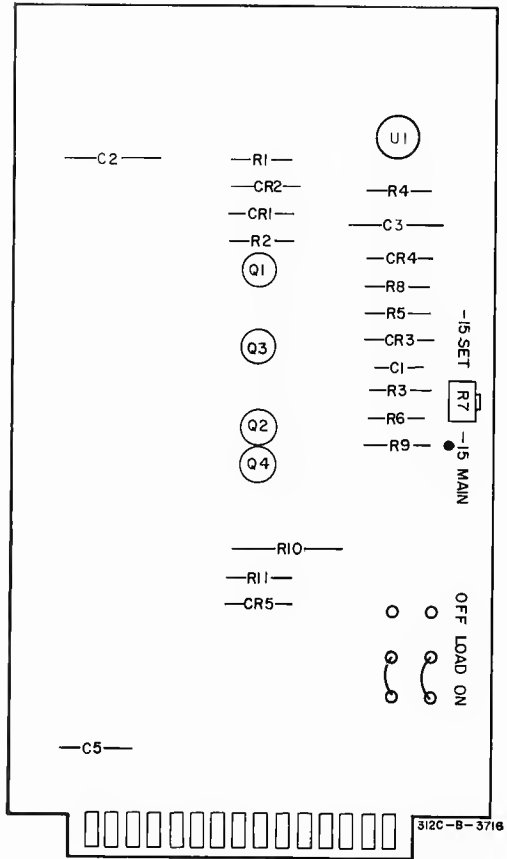 U1
C2
R1
CR2
R4
CR1
C3
R2
CR4
Q1
R8
R5
-15 SET
CR3
Q3
C1
R3
R7
R6
Q2
R9
-15 MAIN
Q4
R10
R11
CR5
OFF LOAD ON
C5
312C-B-3716